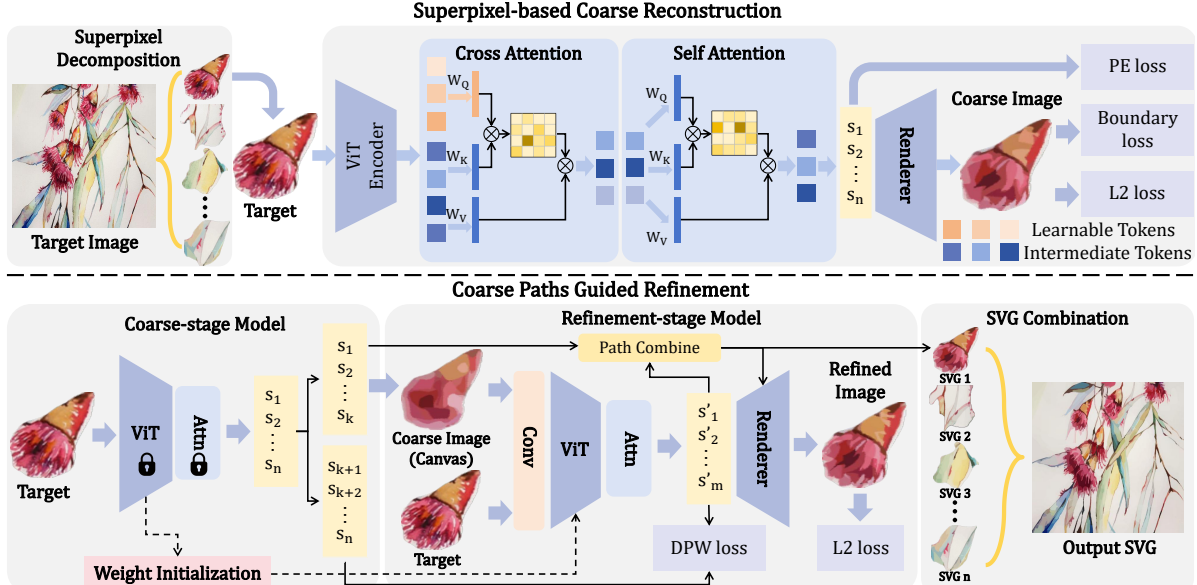 Superpixel-based Coarse Reconstruction
Superpixel
Decomposition
Target Image
Target
ViT
Encoder
Cross Attention
W_Q
W_K
W_V
Self Attention
W_Q
W_K
W_V
s_1
s_2
⋮
s_n
Renderer
Coarse Image
PE loss
Boundary
loss
L2 loss
Learnable Tokens
Intermediate Tokens
Coarse Paths Guided Refinement
Coarse-stage Model
Target
ViT
Attn
s_1
s_2
⋮
s_n
s_1
s_2
⋮
s_k
s_{k+1}
s_{k+2}
⋮
s_n
Weight Initialization
Refinement-stage Model
Coarse Image
(Canvas)
Target
Conv
ViT
Attn
Path Combine
s'_1
s'_2
⋮
s'_m
Renderer
Refined
Image
DPW loss
L2 loss
SVG Combination
SVG 1
SVG 2
SVG 3
SVG n
Output SVG